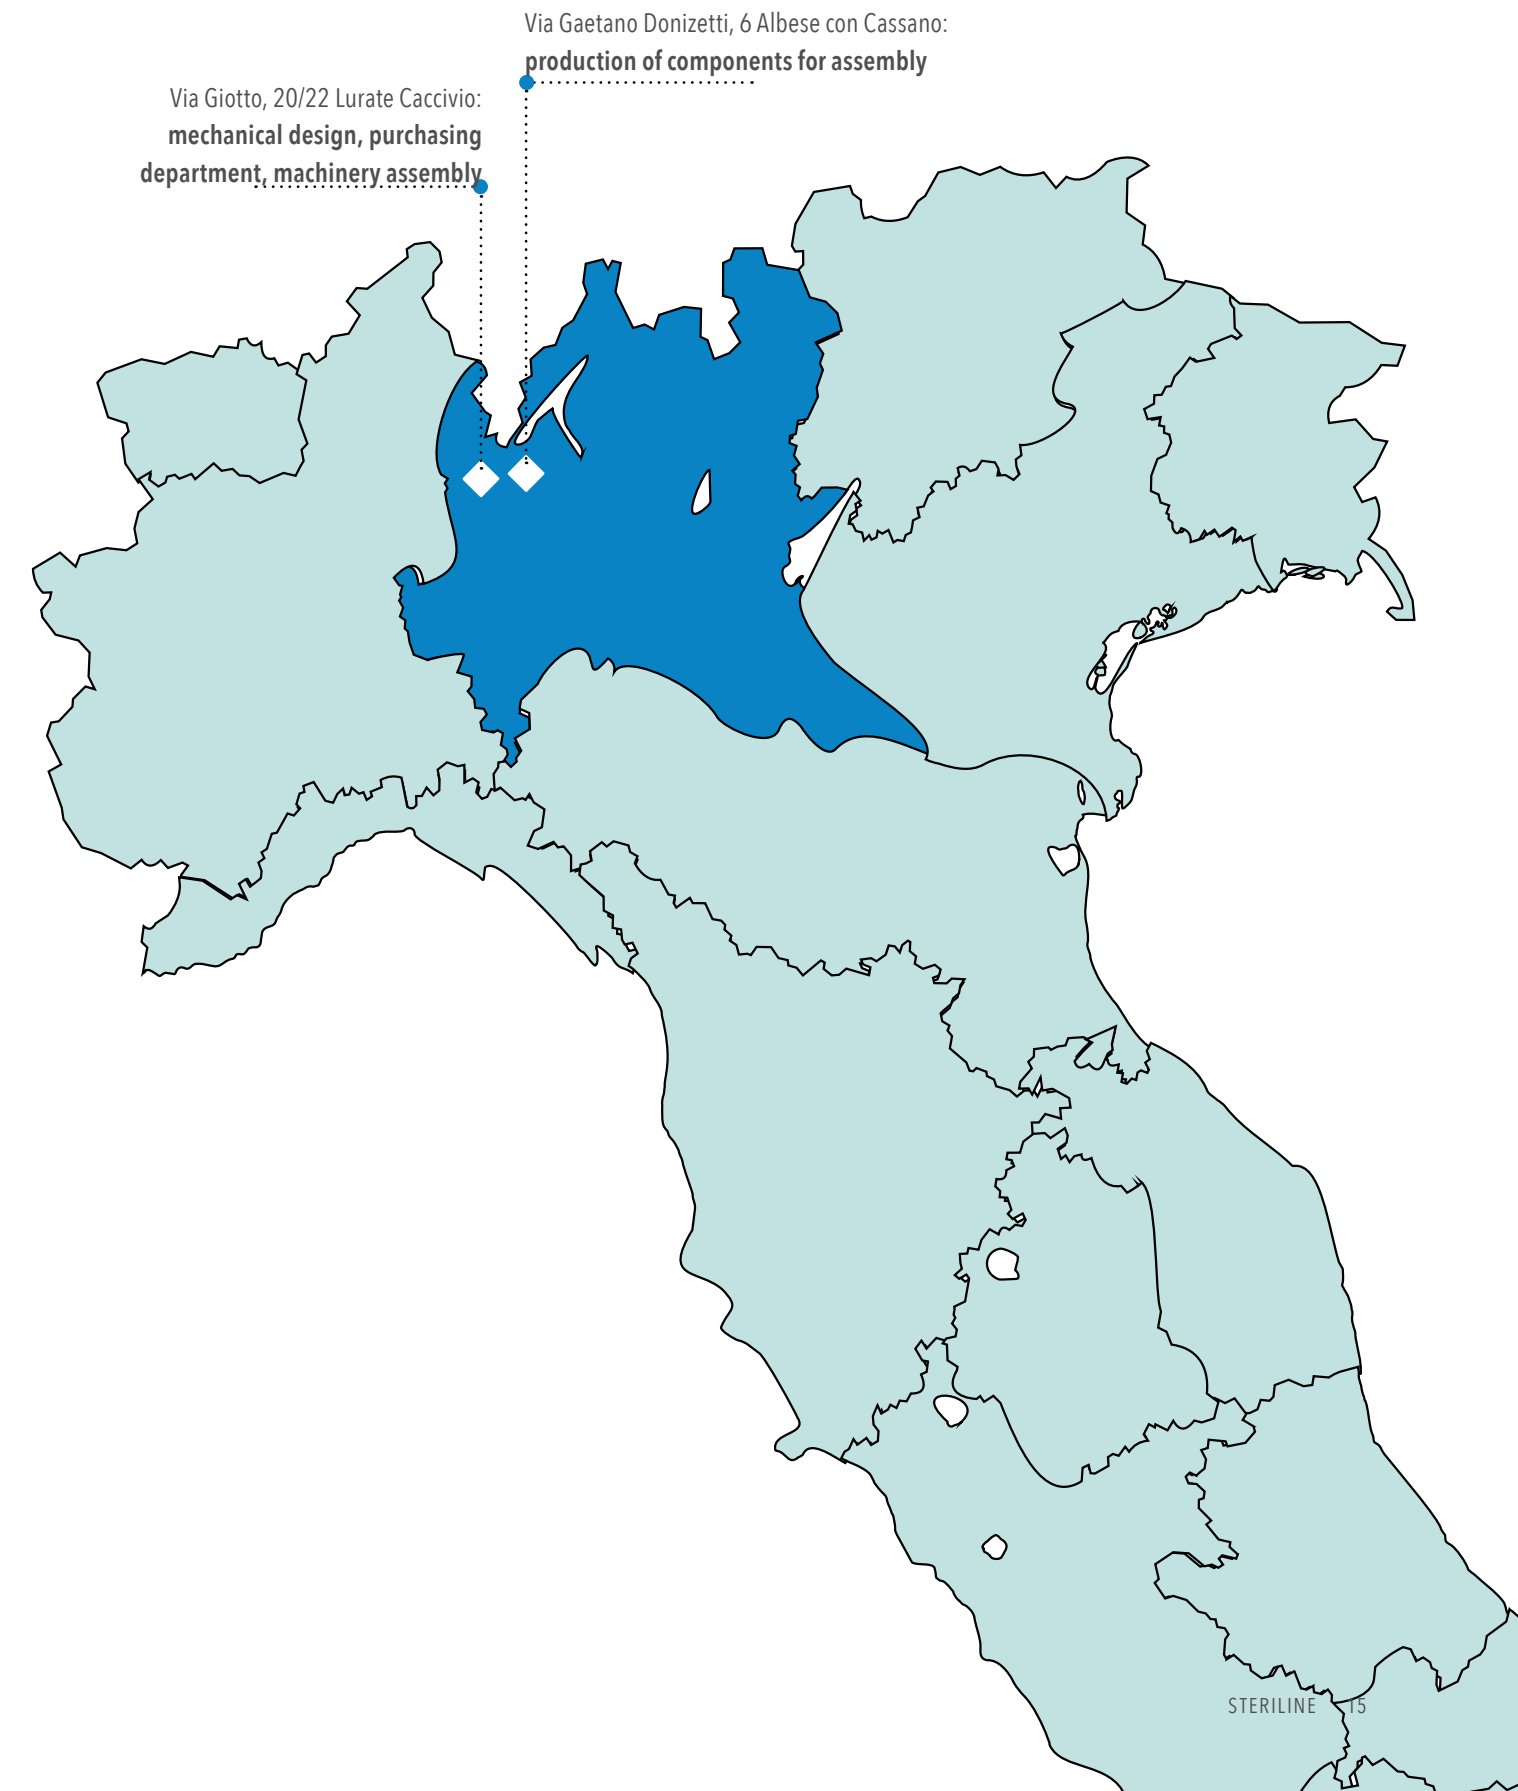 Via Gaetano Donizetti, 6 Albese con Cassano:
production of components for assembly
Via Giotto, 20/22 Lurate Caccivio:
mechanical design, purchasing
department, machinery assembly
STERILINE 15